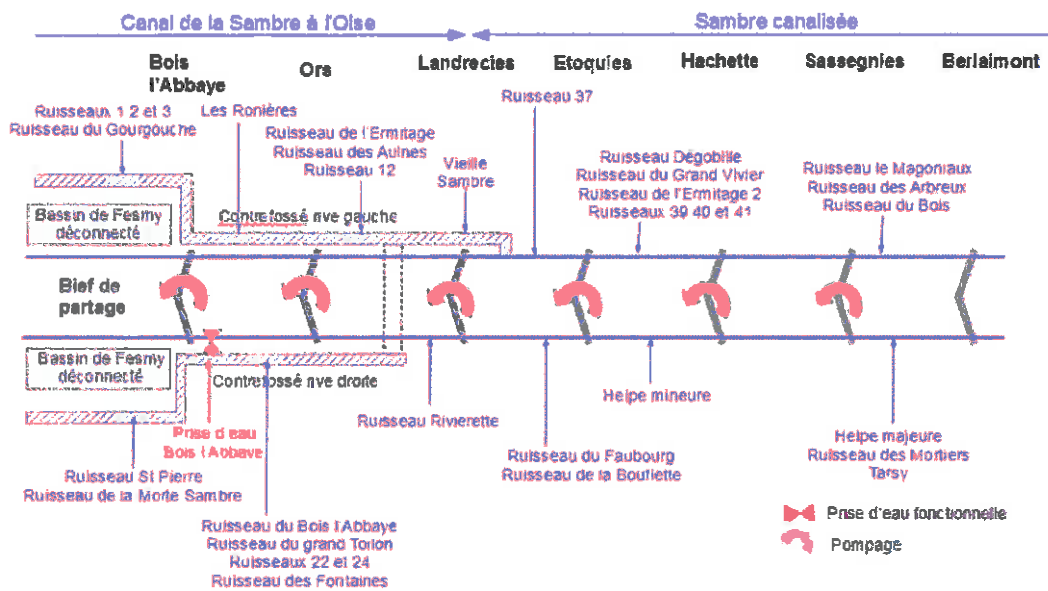 Canal de la Sambre à l'Oise
Sambre canalisée
Bois
l'Abbaye
Ors
Landrecies
Etoquies
Hachette
Sassegnies
Berlaimont
Ruisseaux 1 2 et 3
Ruisseau du Gourgouche
Les Ronières
Ruisseau de l'Ermitage
Ruisseau des Aulnes
Ruisseau 12
Vieille
Sambre
Ruisseau 37
Ruisseau Dégobille
Ruisseau du Grand Vivier
Ruisseau de l'Ermitage 2
Ruisseaux 39 40 et 41
Ruisseau le Magoniaux
Ruisseau des Arbreux
Ruisseau du Bois
Bassin de Fesmy
déconnecté
Contrefossé rive gauche
Bief de
partage
Bassin de Fesmy
déconnecté
Contrefossé rive droite
Prise d'eau
Bois l'Abbaye
Ruisseau St Pierre
Ruisseau de la Morte Sambre
Ruisseau du Bois l'Abbaye
Ruisseau du grand Torion
Ruisseaux 22 et 24
Ruisseau des Fontaines
Ruisseau Rivierette
Ruisseau du Faubourg
Ruisseau de la Bouflette
Helpe mineure
Helpe majeure
Ruisseau des Mortiers
Tarsy
Prise d'eau fonctionnelle
Pompage